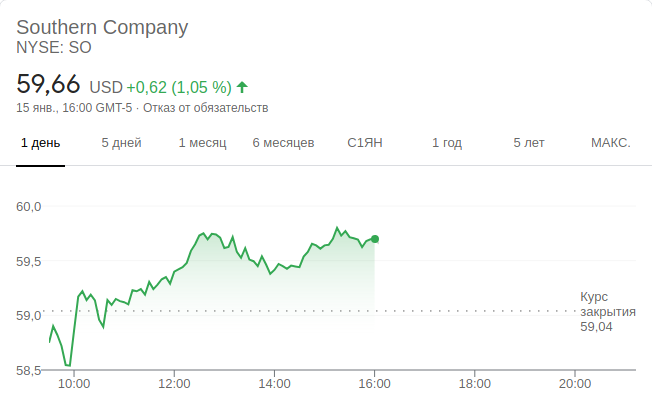 Southern Company
NYSE: SO
59,66 USD +0,62 (1,05 %)
15 янв., 16:00 GMT-5 · Отказ от обязательств
1 день 5 дней 1 месяц 6 месяцев С1ЯН 1 год 5 лет МАКС.
60,0
59,5
59,0
58,5
Курс
закрытия
59,04
10:00 12:00 14:00 16:00 18:00 20:00